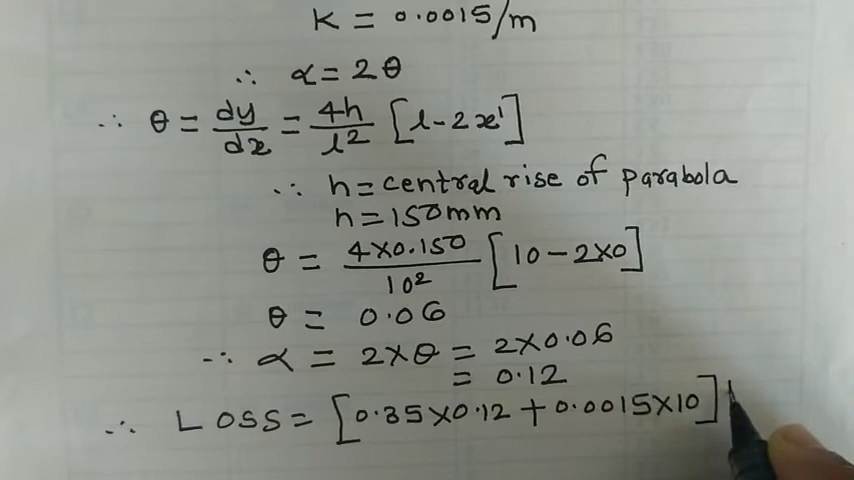 K = 0.0015/m
∴ α = 2θ
∴ θ = dy/dx = 4h/l² [l - 2x']
∴ h = central rise of parabola
h = 150mm
θ = 4×0.150/10² [10 - 2×0]
θ = 0.06
∴ α = 2×θ = 2×0.06
= 0.12
∴ Loss = [0.35×0.12 + 0.0015×10]